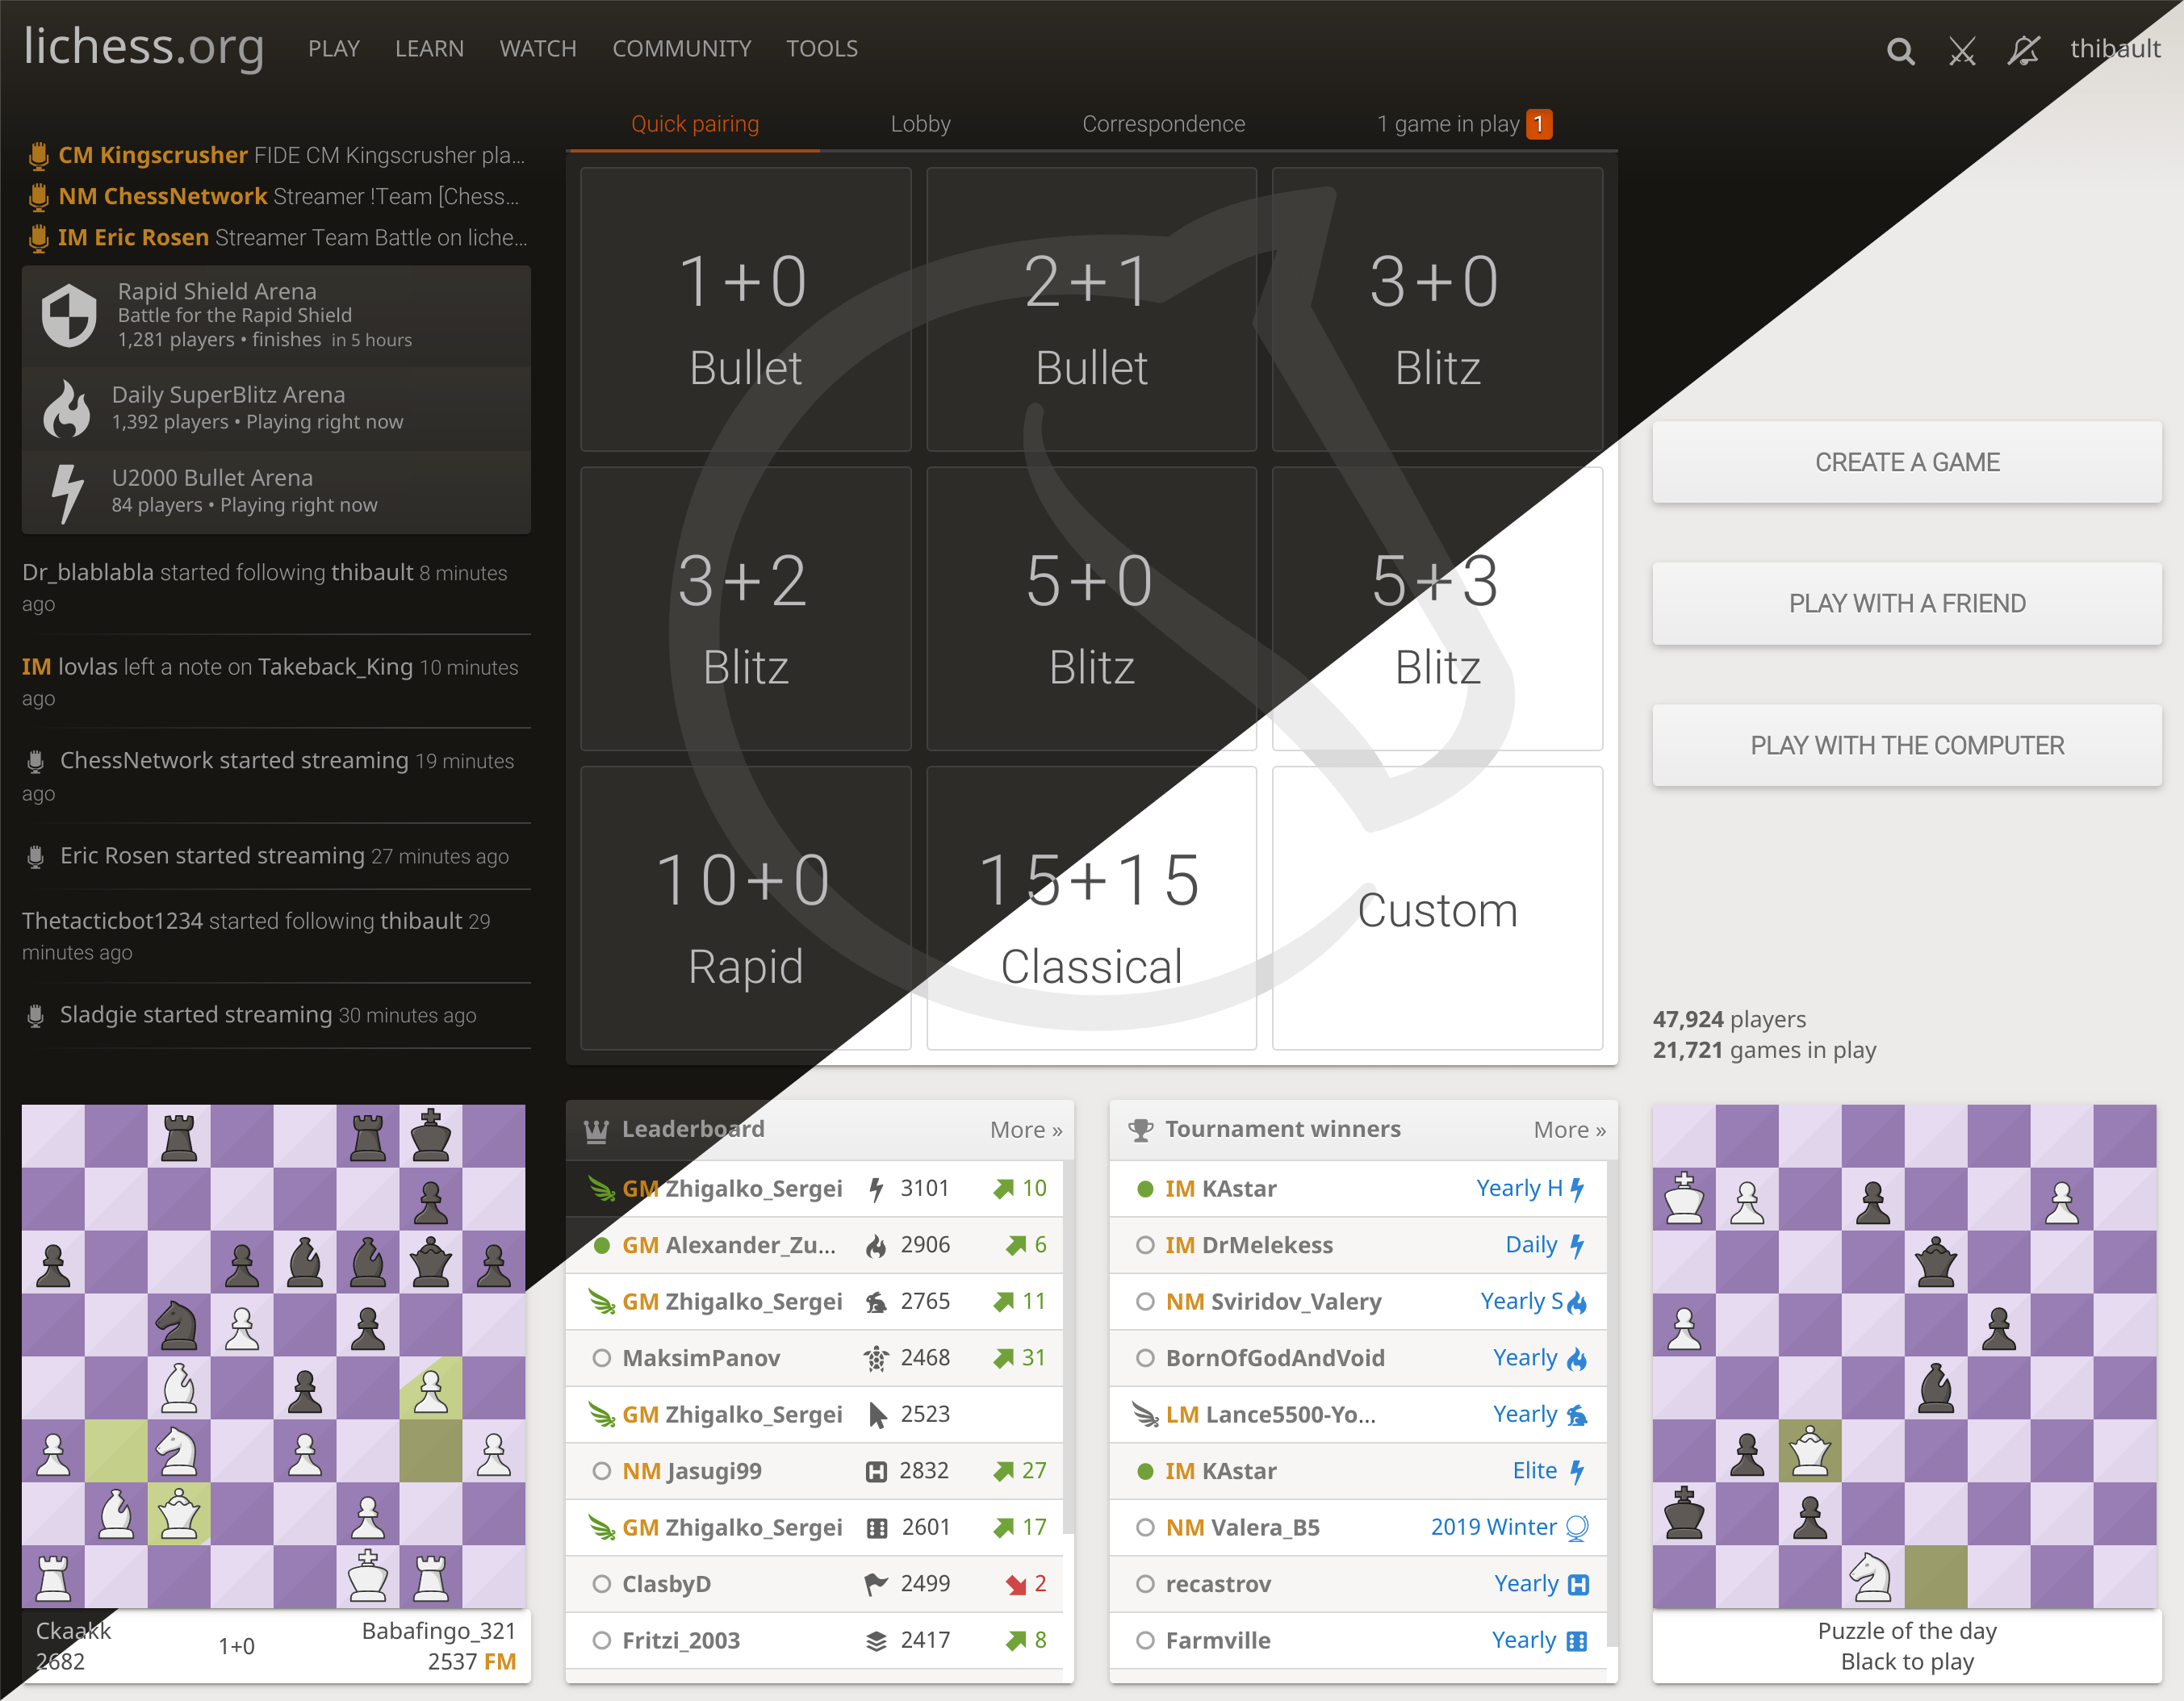 lichess.org PLAY LEARN WATCH COMMUNITY TOOLS thibault
Quick pairing Lobby Correspondence 1 game in play 1
CM Kingscrusher FIDE CM Kingscrusher pla...
NM ChessNetwork Streamer !Team [Chess...
IM Eric Rosen Streamer Team Battle on liche...
Rapid Shield Arena
Battle for the Rapid Shield
1,281 players • finishes in 5 hours
Daily SuperBlitz Arena
1,392 players • Playing right now
U2000 Bullet Arena
84 players • Playing right now
Dr_blablabla started following thibault 8 minutes
ago
IM lovlas left a note on Takeback_King 10 minutes
ago
ChessNetwork started streaming 19 minutes
ago
Eric Rosen started streaming 27 minutes ago
Thetacticbot1234 started following thibault 29
minutes ago
Sladgie started streaming 30 minutes ago
1+0
Bullet
2+1
Bullet
3+0
Blitz
3+2
Blitz
5+0
Blitz
5+3
Blitz
10+0
Rapid
15+15
Classical
Custom
CREATE A GAME
PLAY WITH A FRIEND
PLAY WITH THE COMPUTER
47,924 players
21,721 games in play
Ckaakk
2682
1+0
Babafingo_321
2537 FM
Leaderboard More »
GM Zhigalko_Sergei 3101 10
GM Alexander_Zu... 2906 6
GM Zhigalko_Sergei 2765 11
MaksimPanov 2468 31
GM Zhigalko_Sergei 2523
NM Jasugi99 2832 27
GM Zhigalko_Sergei 2601 17
ClasbyD 2499 2
Fritzi_2003 2417 8
Tournament winners More »
IM KAstar Yearly H
IM DrMelekess Daily
NM Sviridov_Valery Yearly S
BornOfGodAndVoid Yearly
LM Lance5500-Yo... Yearly
IM KAstar Elite
NM Valera_B5 2019 Winter
recastrov Yearly
Farmville Yearly
Puzzle of the day
Black to play